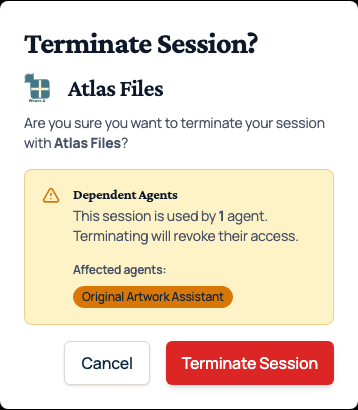 Terminate Session?
Atlas Files
Are you sure you want to terminate your session
with Atlas Files?
Dependent Agents
This session is used by 1 agent.
Terminating will revoke their access.
Affected agents:
Original Artwork Assistant
Cancel
Terminate Session